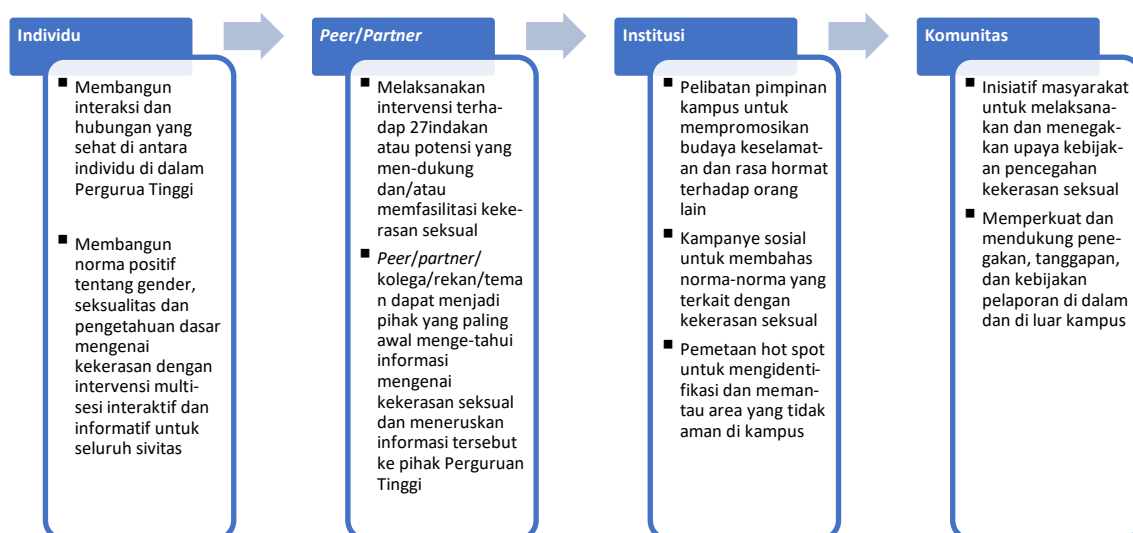 Individu
Membangun
interaksi dan
hubungan yang
sehat di antara
individu di dalam
Pergurua Tinggi
Membangun
norma positif
tentang gender,
seksualitas dan
pengetahuan dasar
mengenai
kekerasan dengan
intervensi multi-
sesi interaktif dan
informatif untuk
seluruh sivitas
Peer/Partner
Melaksanakan
intervensi terha-
dap 27indakan
atau potensi yang
men-dukung
dan/atau
memfasilitasi keke-
rasan seksual
Peer/partner/
kolega/rekan/tema
n dapat menjadi
pihak yang paling
awal menge-tahui
informasi
mengenai
kekerasan seksual
dan meneruskan
informasi tersebut
ke pihak Perguruan
Tinggi
Institusi
Pelibatan pimpinan
kampus untuk
mempromosikan
budaya keselamat-
an dan rasa hormat
terhadap orang
lain
Kampanye sosial
untuk membahas
norma-norma yang
terkait dengan
kekerasan seksual
Pemetaan hot spot
untuk mengidenti-
fikasi dan meman-
tau area yang tidak
aman di kampus
Komunitas
Inisiatif masyarakat
untuk melaksana-
kan dan menegak-
kan upaya kebijak-
an pencegahan
kekerasan seksual
Memperkuat dan
mendukung pene-
gakan, tanggapan,
dan kebijakan
pelaporan di dalam
dan di luar kampus